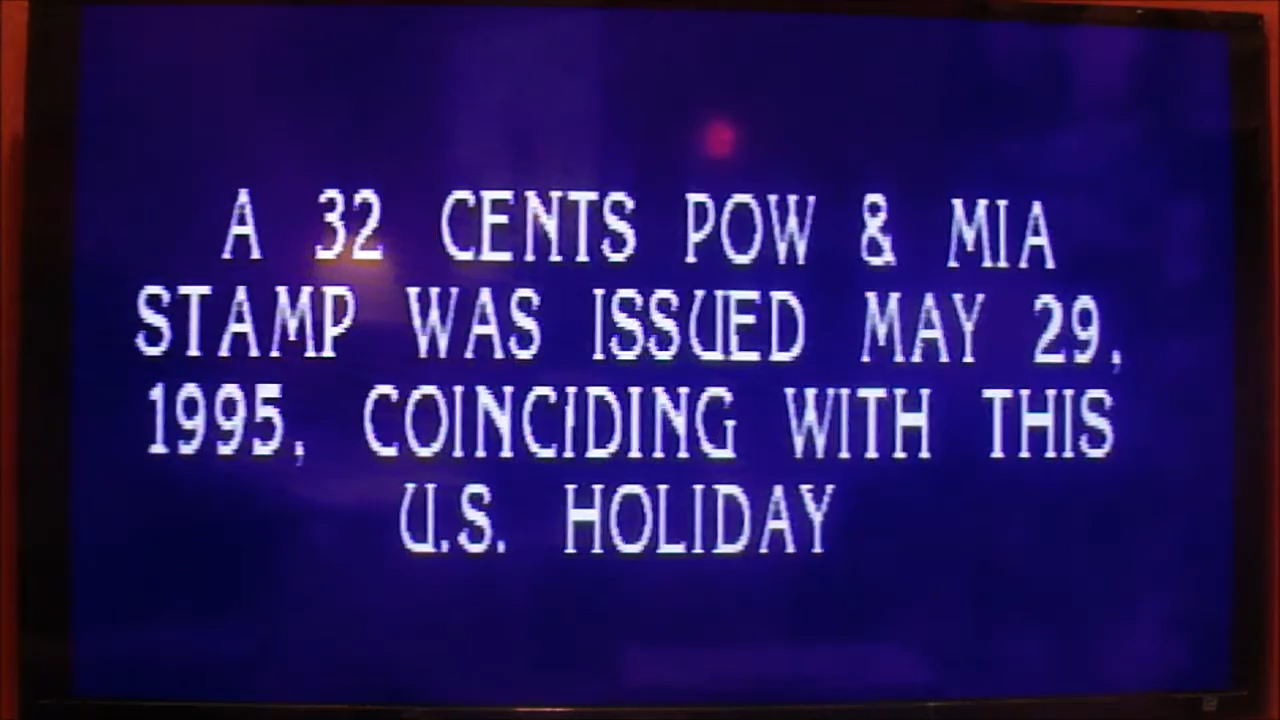 A 32 CENTS POW & MIA
STAMP WAS ISSUED MAY 29,
1995, COINCIDING WITH THIS
U.S. HOLIDAY